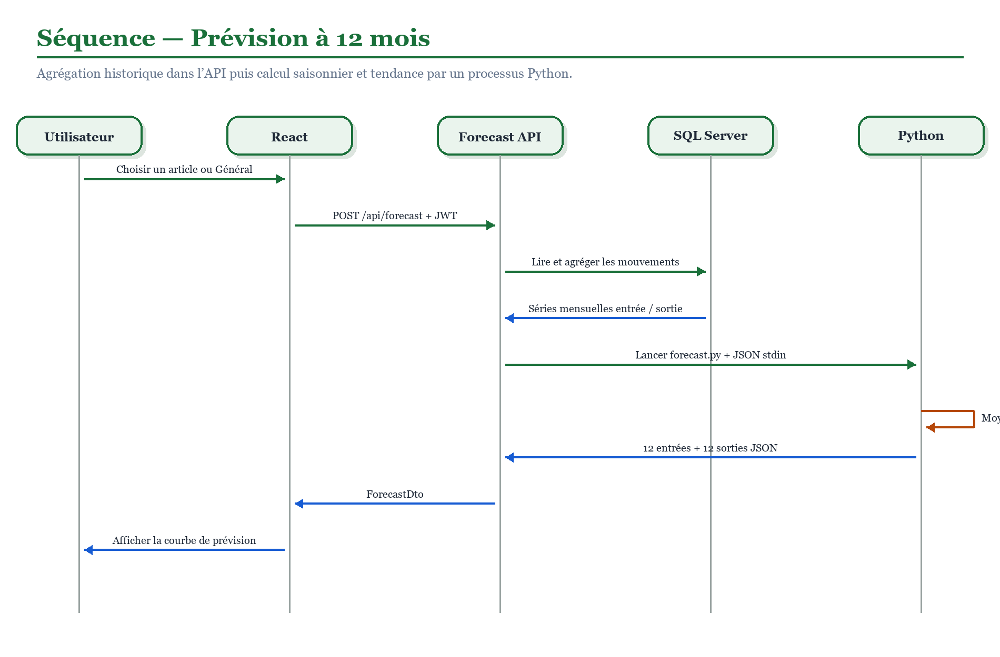 Séquence — Prévision à 12 mois
Agrégation historique dans l’API puis calcul saisonnier et tendance par un processus Python.
Utilisateur
React
Forecast API
SQL Server
Python
Choisir un article ou Général
POST /api/forecast + JWT
Lire et agréger les mouvements
Séries mensuelles entrée / sortie
Lancer forecast.py + JSON stdin
12 entrées + 12 sorties JSON
ForecastDto
Afficher la courbe de prévision